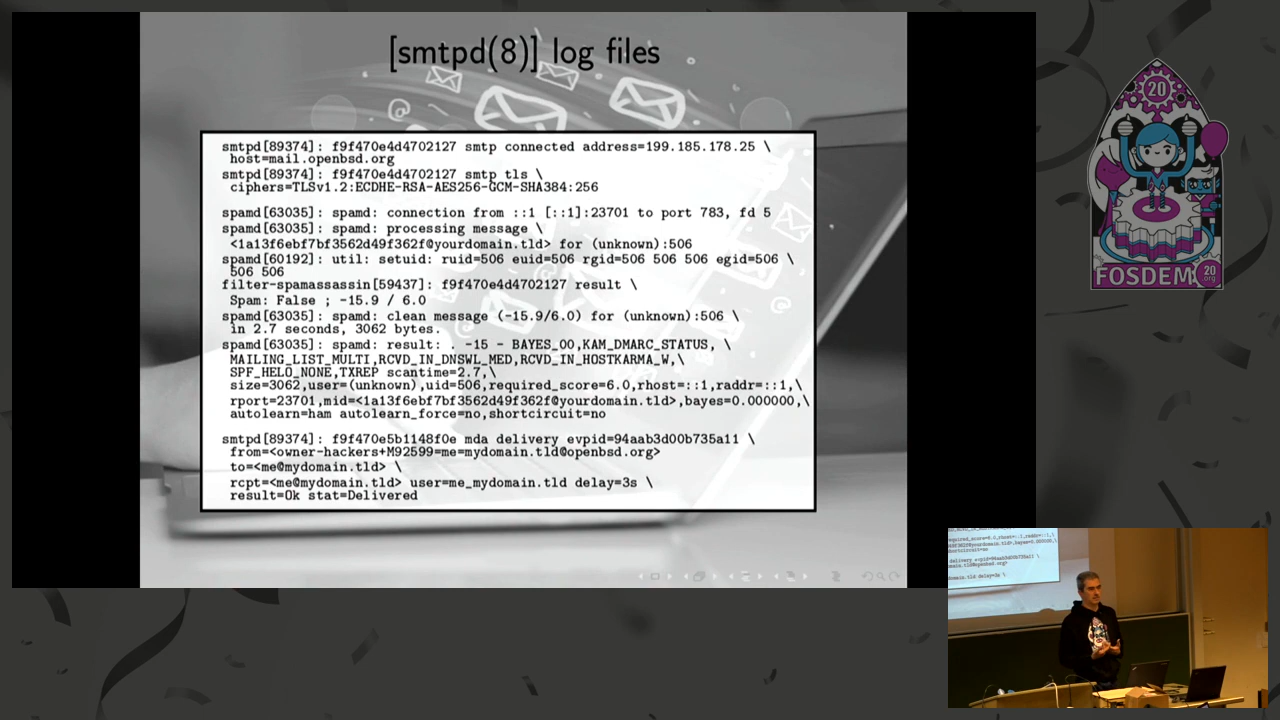 [smtpd(8)] log files
smtpd[89374]: f9f470e4d4702127 smtp connected address=199.185.178.25 \
host=mail.openbsd.org
smtpd[89374]: f9f470e4d4702127 smtp tls \
ciphers=TLSv1.2:ECDHE-RSA-AES256-GCM-SHA384:256
spamd[63035]: spamd: connection from ::1 [::1]:23701 to port 783, fd 5
spamd[63035]: spamd: processing message \
<1a13f6ebf7bf3562d49f362f@yourdomain.tld> for (unknown):506
spamd[60192]: util: setuid: ruid=506 euid=506 rgid=506 506 506 egid=506 \
506 506
filter-spamassassin[59437]: f9f470e4d4702127 result \
Spam: False ; -15.9 / 6.0
spamd[63035]: spamd: clean message (-15.9/6.0) for (unknown):506 \
in 2.7 seconds, 3062 bytes.
spamd[63035]: spamd: result: . -15 - BAYES_00,KAM_DMARC_STATUS, \
MAILING_LIST_MULTI,RCVD_IN_DNSWL_MED,RCVD_IN_HOSTKARMA_W,\
SPF_HELO_NONE,TXREP scantime=2.7,\
size=3062,user=(unknown),uid=506,required_score=6.0,rhost=::1,raddr=::1,\
rport=23701,mid=<1a13f6ebf7bf3562d49f362f@yourdomain.tld>,bayes=0.000000,\
autolearn=ham autolearn_force=no,shortcircuit=no
smtpd[89374]: f9f470e5b1148f0e mda delivery evpid=94aab3d00b735a11 \
from=<owner-hackers+M92599=me=mydomain.tld@openbsd.org>
to=<me@mydomain.tld> \
rcpt=<me@mydomain.tld> user=me_mydomain.tld delay=3s \
result=Ok stat=Delivered
20
FOSDEM
20
.org